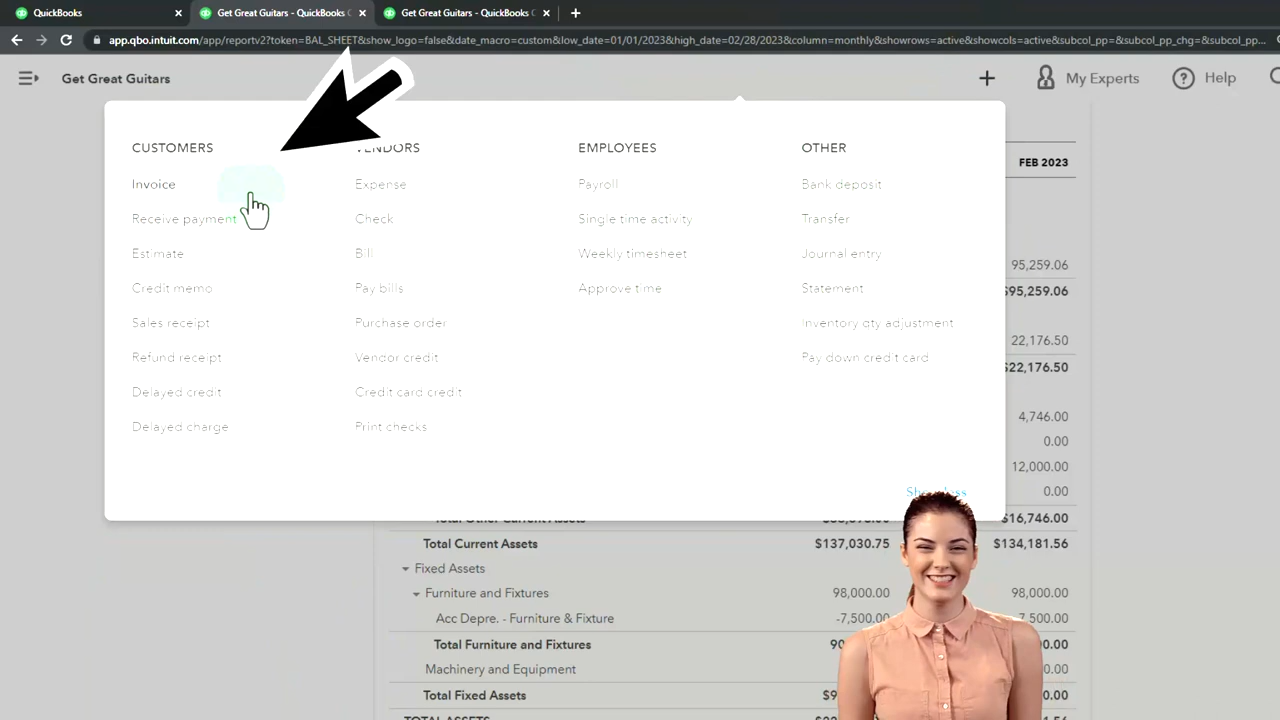 QuickBooks
Get Great Guitars - QuickBooks
Get Great Guitars - QuickBooks
app.qbo.intuit.com/app/reportv2?token=BAL_SHEET&show_logo=false&date_macro=custom&low_date=01/01/2023&high_date=02/28/2023&column=monthly&showrows=active&showcols=active&subcol_pp=&subcol_pp_chg=&subcol_pp...
Get Great Guitars
My Experts
Help
CUSTOMERS
Invoice
Receive payment
Estimate
Credit memo
Sales receipt
Refund receipt
Delayed credit
Delayed charge
VENDORS
Expense
Check
Bill
Pay bills
Purchase order
Vendor credit
Credit card credit
Print checks
EMPLOYEES
Payroll
Single time activity
Weekly timesheet
Approve time
OTHER
Bank deposit
Transfer
Journal entry
Statement
Inventory qty adjustment
Pay down credit card
FEB 2023
95,259.06
$95,259.06
22,176.50
$22,176.50
4,746.00
0.00
12,000.00
0.00
Total Other Current Assets $16,746.00
Total Current Assets $137,030.75 $134,181.56
Fixed Assets
Furniture and Fixtures 98,000.00 98,000.00
Acc Depre. - Furniture & Fixture -7,500.00
Total Furniture and Fixtures
Machinery and Equipment
Total Fixed Assets
TOTAL ASSETS